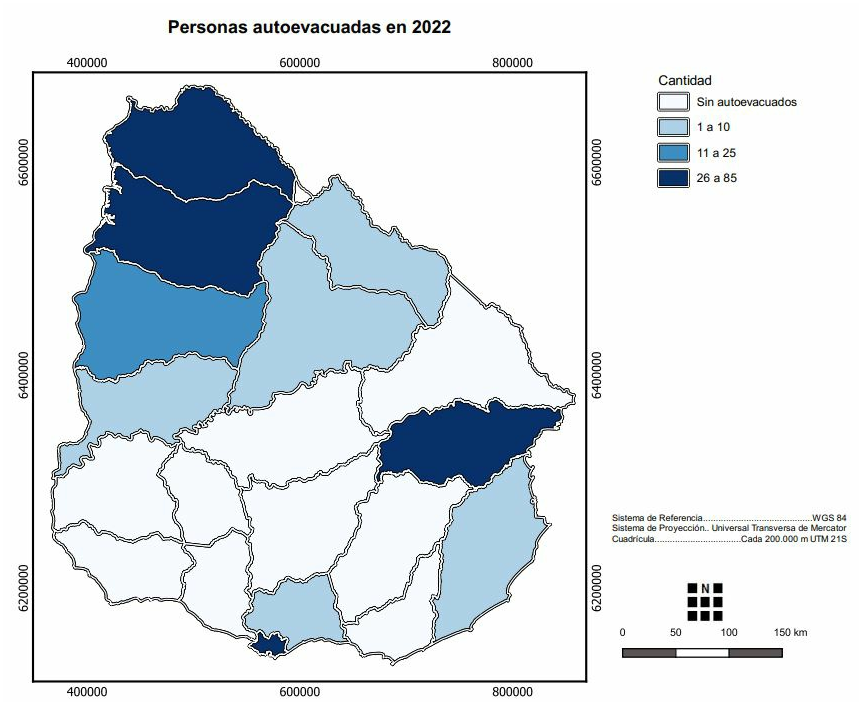 Personas autoevacuadas en 2022
400000 600000 800000
Cantidad
Sin autoevacuados
1 a 10
11 a 25
26 a 85
6600000 6600000
6400000 6400000
Sistema de Referencia..........................................WGS 84
Sistema de Proyección.. Universal Transversa de Mercator
Cuadrícula.................................Cada 200.000 m UTM 21S
6200000 6200000
N
0 50 100 150 km
400000 600000 800000